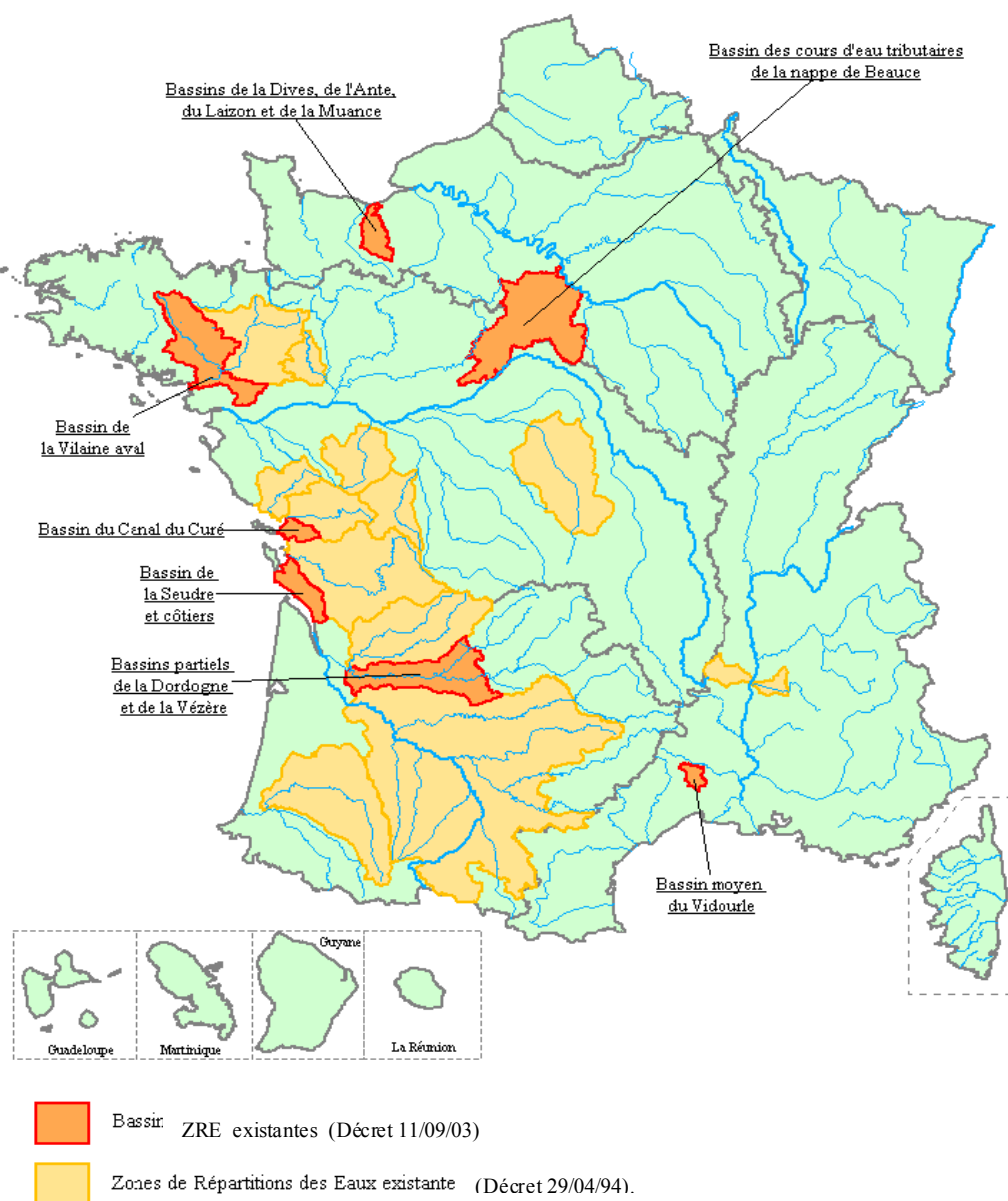 Bassin des cours d'eau tributaires
de la nappe de Beauce
Bassins de la Dives, de l'Ante,
du Laizon et de la Muance
Bassin de
la Vilaine aval
Bassin du Canal du Curé
Bassin de
la Seudre
et côtiers
Bassins partiels
de la Dordogne
et de la Vézère
Bassin moyen
du Vidourle
Guyane
Guadeloupe
Martinique
La Réunion
Bassin ZRE existantes (Décret 11/09/03)
Zones de Répartitions des Eaux existante (Décret 29/04/94).